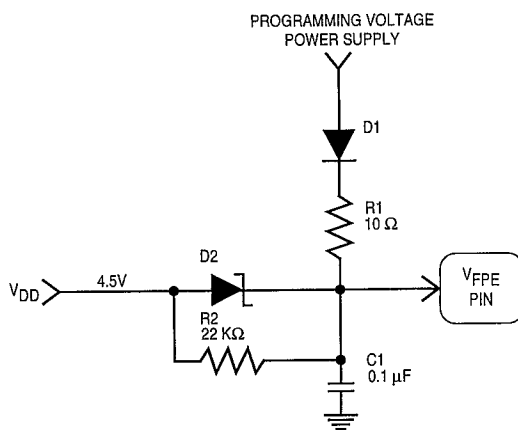 PROGRAMMING VOLTAGE
POWER SUPPLY
D1
R1
10 Ω
D2
VDD
4.5V
R2
22 KΩ
VFPE
PIN
C1
0.1 µF